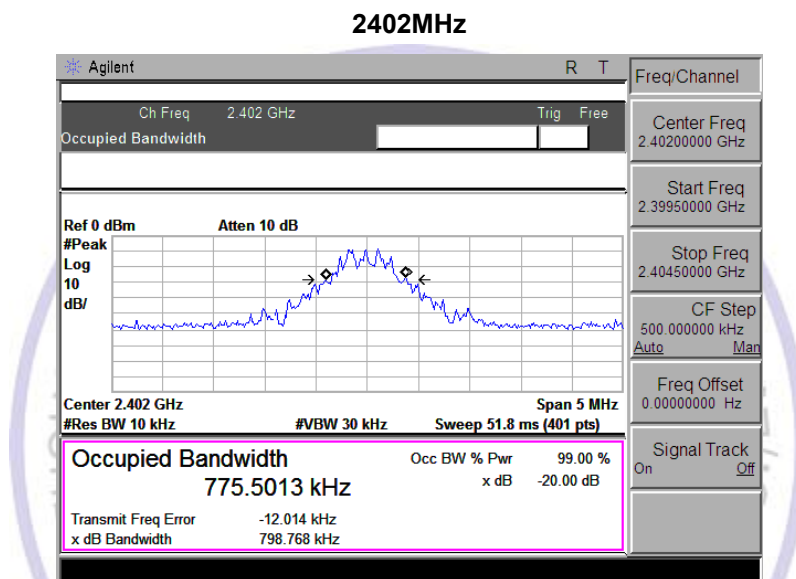 2402MHz
Agilent R T
Ch Freq 2.402 GHz Trig Free
Occupied Bandwidth
Ref 0 dBm Atten 10 dB
#Peak
Log
10
dB/
Center 2.402 GHz Span 5 MHz
#Res BW 10 kHz #VBW 30 kHz Sweep 51.8 ms (401 pts)
Occupied Bandwidth Occ BW % Pwr 99.00 %
775.5013 kHz x dB -20.00 dB
Transmit Freq Error -12.014 kHz
x dB Bandwidth 798.768 kHz
Freq/Channel
Center Freq
2.40200000 GHz
Start Freq
2.39950000 GHz
Stop Freq
2.40450000 GHz
CF Step
500.000000 kHz
Auto Man
Freq Offset
0.00000000 Hz
Signal Track
On Off